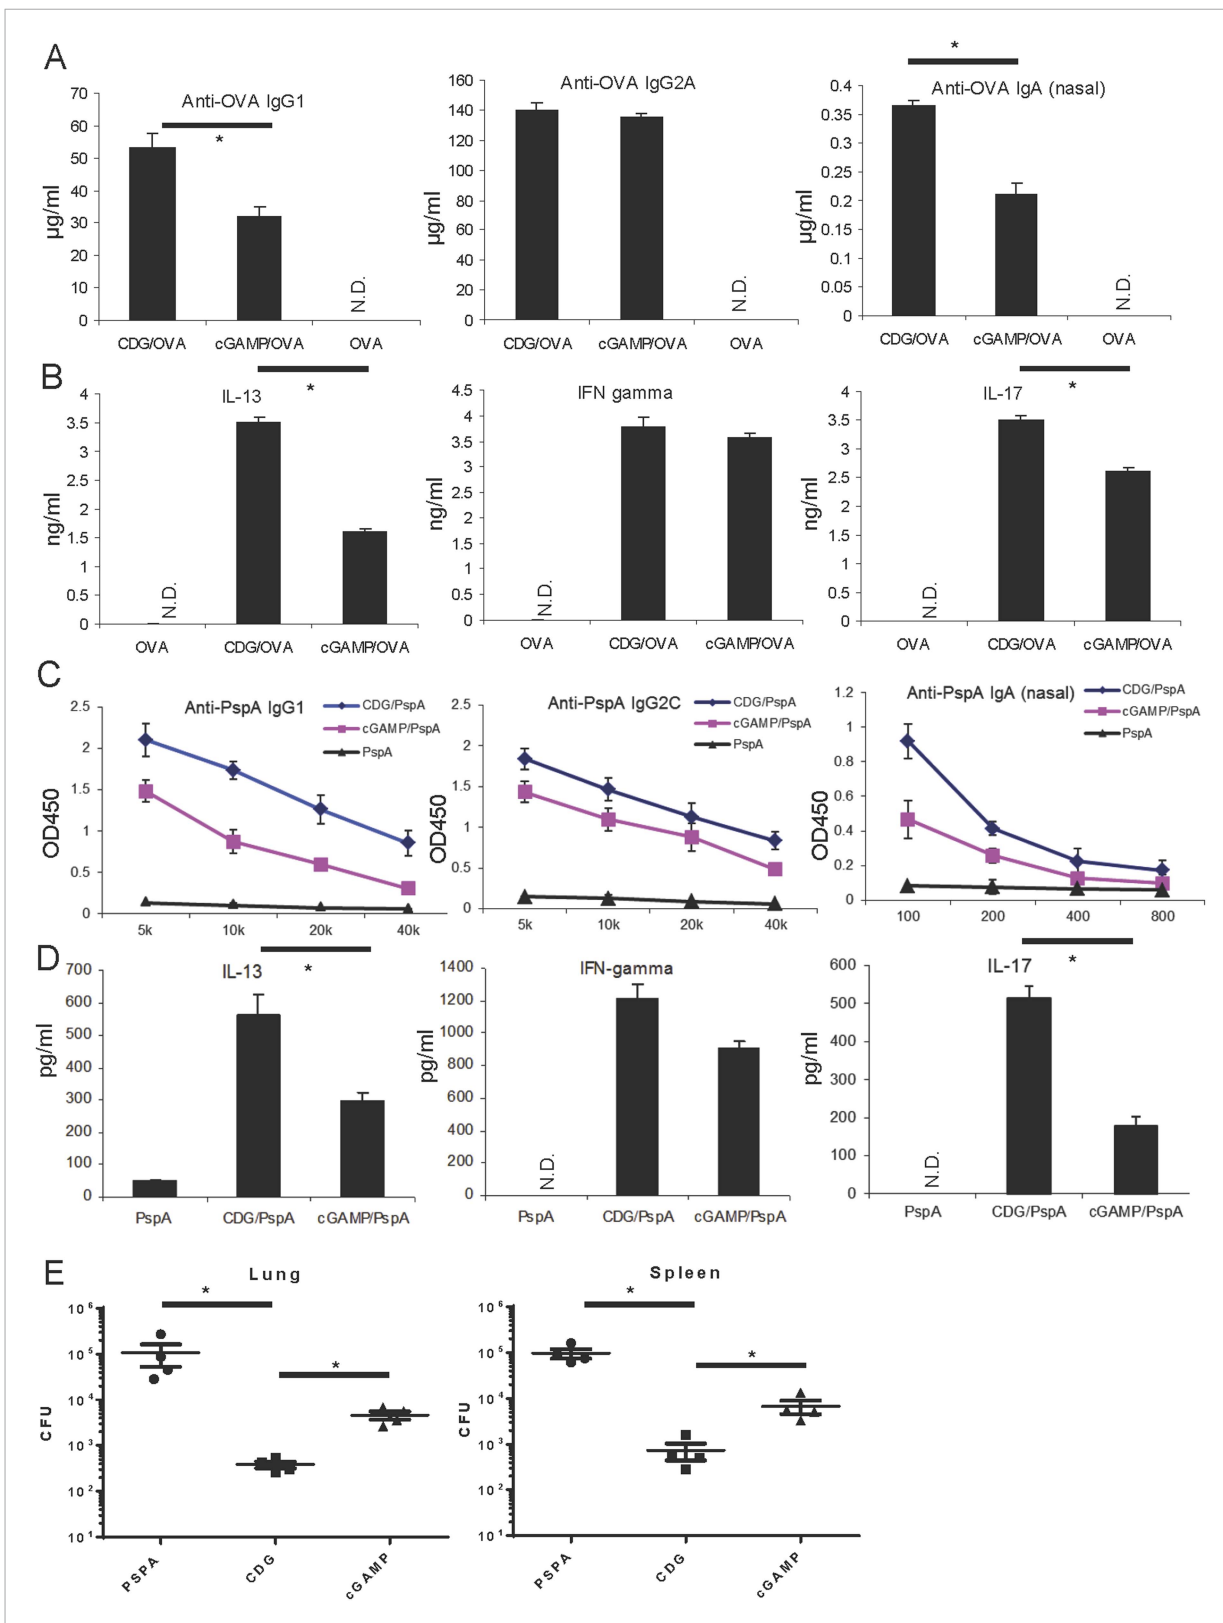 A
Anti-OVA IgG1
*
µg/ml
70
60
50
40
30
20
10
0
N.D.
CDG/OVA cGAMP/OVA OVA
Anti-OVA IgG2A
µg/ml
160
140
120
100
80
60
40
20
0
N.D.
CDG/OVA cGAMP/OVA OVA
*
Anti-OVA IgA (nasal)
µg/ml
0.4
0.35
0.3
0.25
0.2
0.15
0.1
0.05
0
N.D.
CDG/OVA cGAMP/OVA OVA
B
IL-13
*
ng/ml
4
3.5
3
2.5
2
1.5
1
0.5
0
N.D.
OVA CDG/OVA cGAMP/OVA
IFN gamma
ng/ml
4.5
4
3.5
3
2.5
2
1.5
1
0.5
0
N.D.
OVA CDG/OVA cGAMP/OVA
IL-17
*
ng/ml
4
3.5
3
2.5
2
1.5
1
0.5
0
N.D.
OVA CDG/OVA cGAMP/OVA
C
Anti-PspA IgG1
CDG/PspA
cGAMP/PspA
PspA
OD450
2.5
2
1.5
1
0.5
0
5k 10k 20k 40k
Anti-PspA IgG2C
CDG/PspA
cGAMP/PspA
PspA
OD450
2.5
2
1.5
1
0.5
0
5k 10k 20k 40k
Anti-PspA IgA (nasal)
CDG/PspA
cGAMP/PspA
PspA
OD450
1.2
1
0.8
0.6
0.4
0.2
0
100 200 400 800
D
IL-13
*
pg/ml
700
600
500
400
300
200
100
0
PspA CDG/PspA cGAMP/PspA
IFN-gamma
pg/ml
1400
1200
1000
800
600
400
200
0
N.D.
PspA CDG/PspA cGAMP/PspA
IL-17
*
pg/ml
600
500
400
300
200
100
0
N.D.
PspA CDG/PspA cGAMP/PspA
E
Lung
*
*
CFU
10⁶
10⁵
10⁴
10³
10²
10¹
PSPA CDG cGAMP
Spleen
*
*
CFU
10⁶
10⁵
10⁴
10³
10²
10¹
PSPA CDG cGAMP